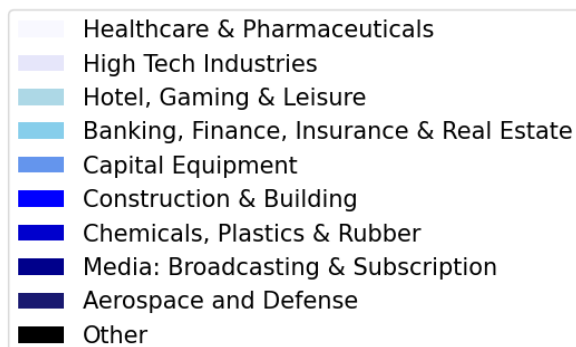 Healthcare & Pharmaceuticals
High Tech Industries
Hotel, Gaming & Leisure
Banking, Finance, Insurance & Real Estate
Capital Equipment
Construction & Building
Chemicals, Plastics & Rubber
Media: Broadcasting & Subscription
Aerospace and Defense
Other